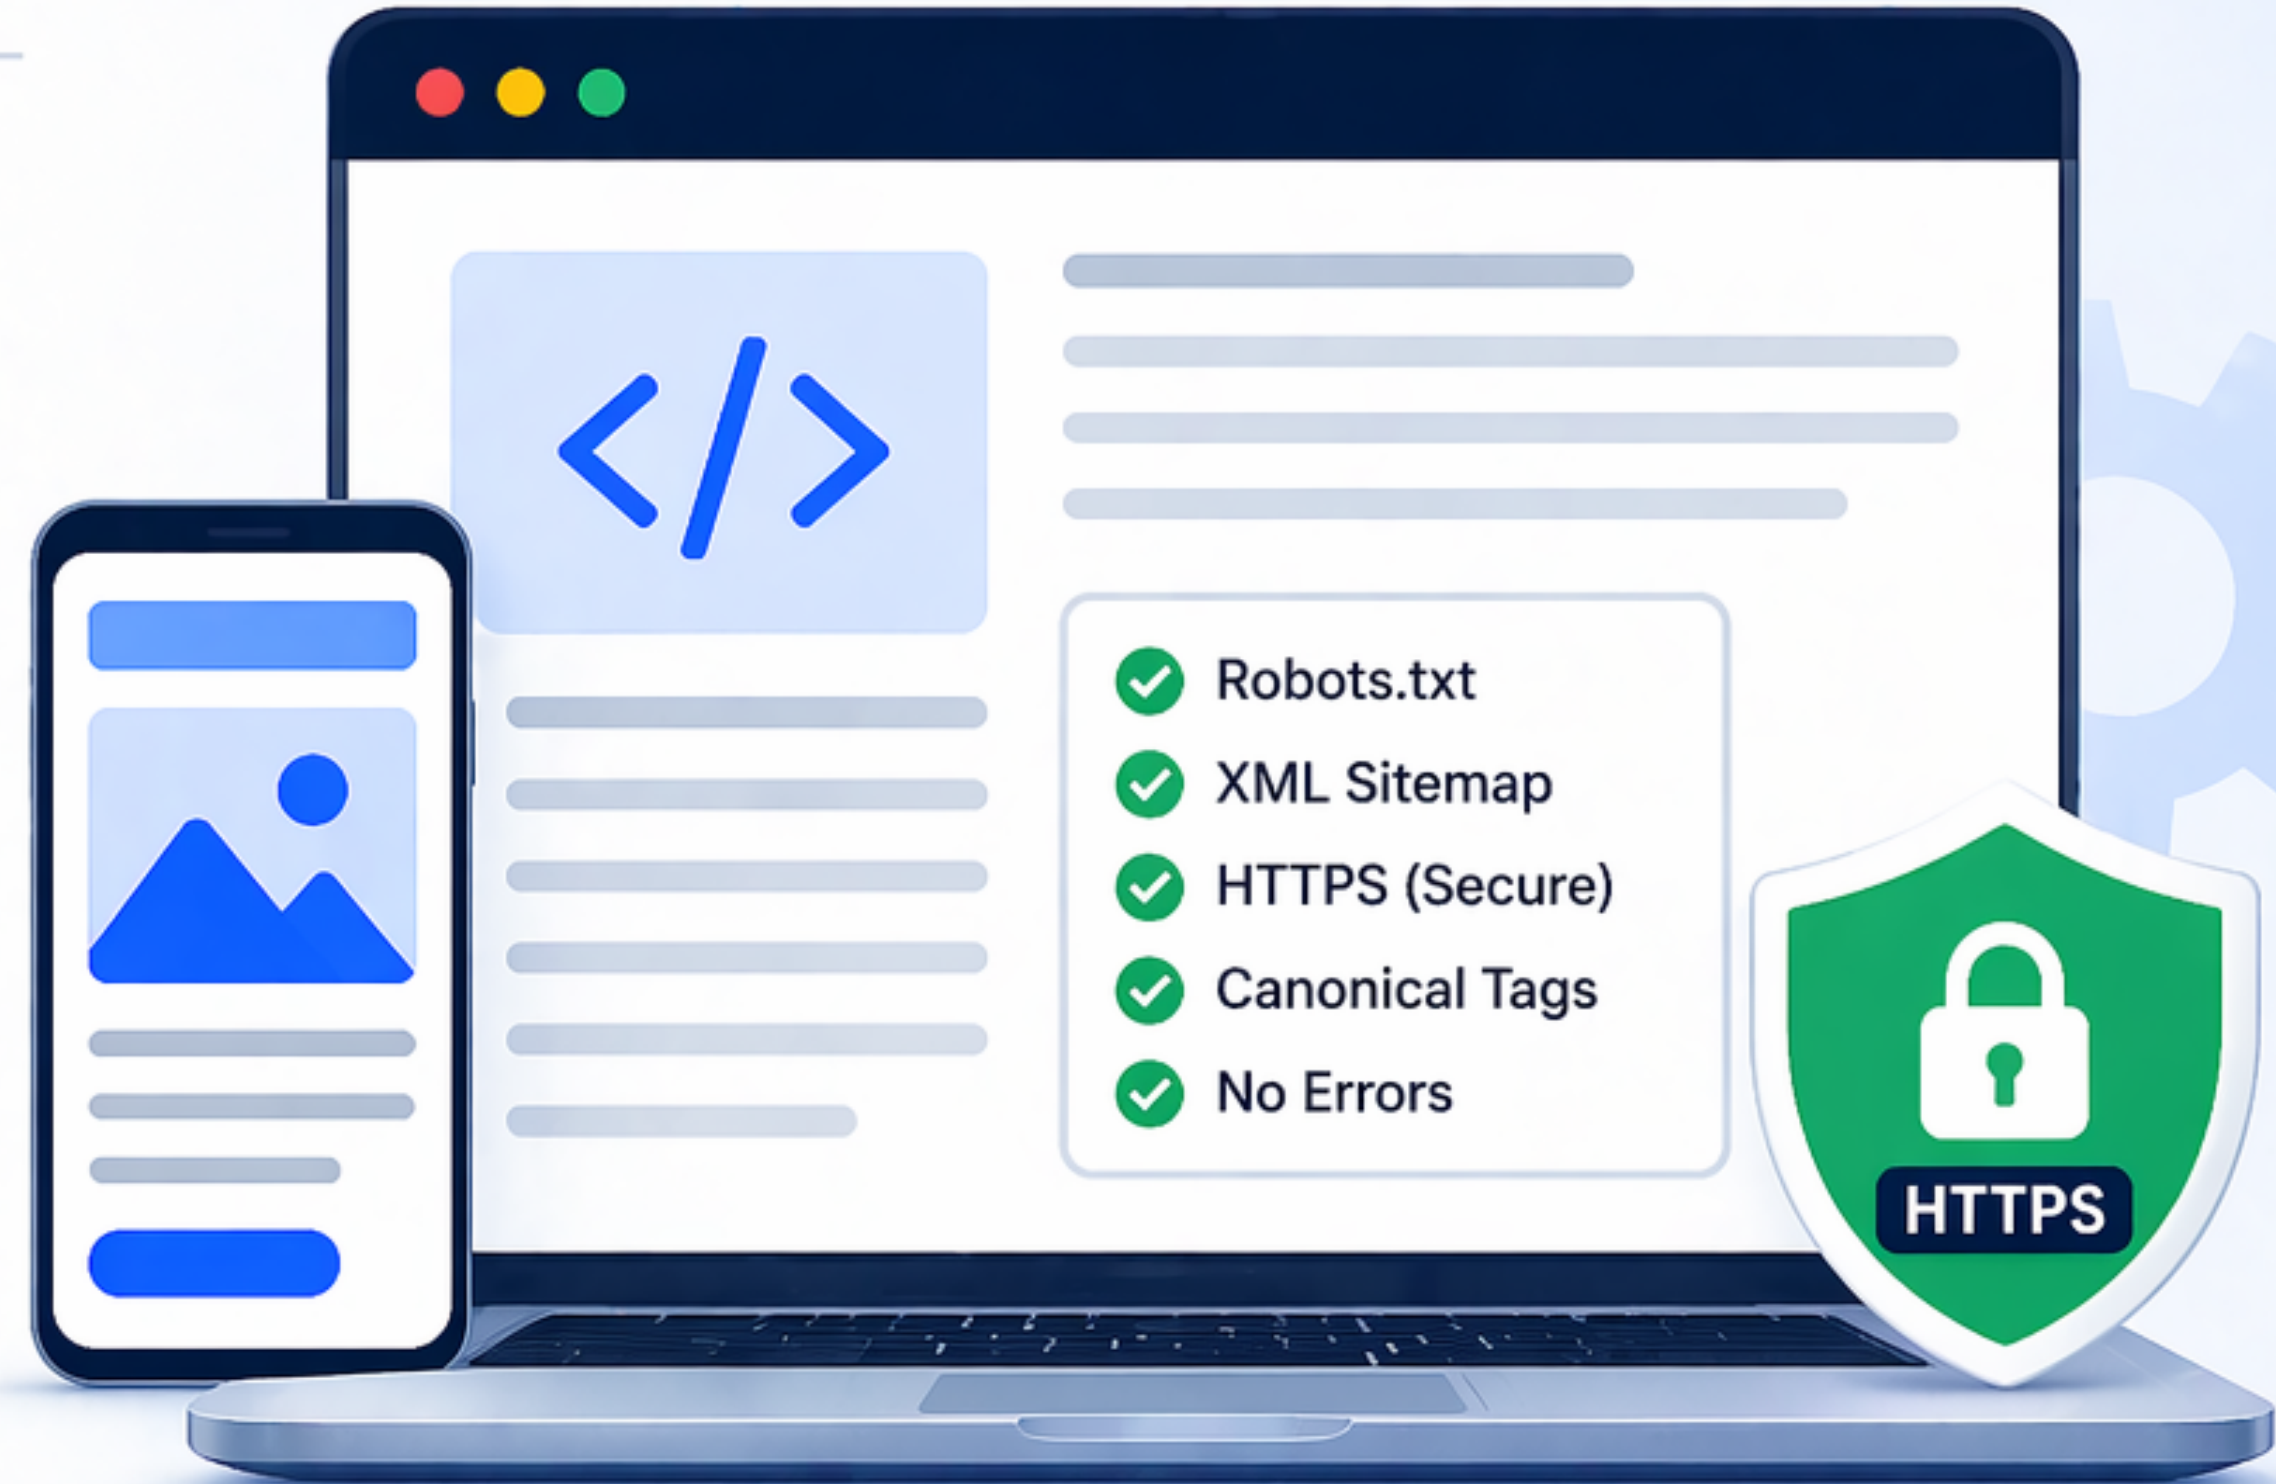 Robots.txt
XML Sitemap
HTTPS (Secure)
Canonical Tags
No Errors
HTTPS